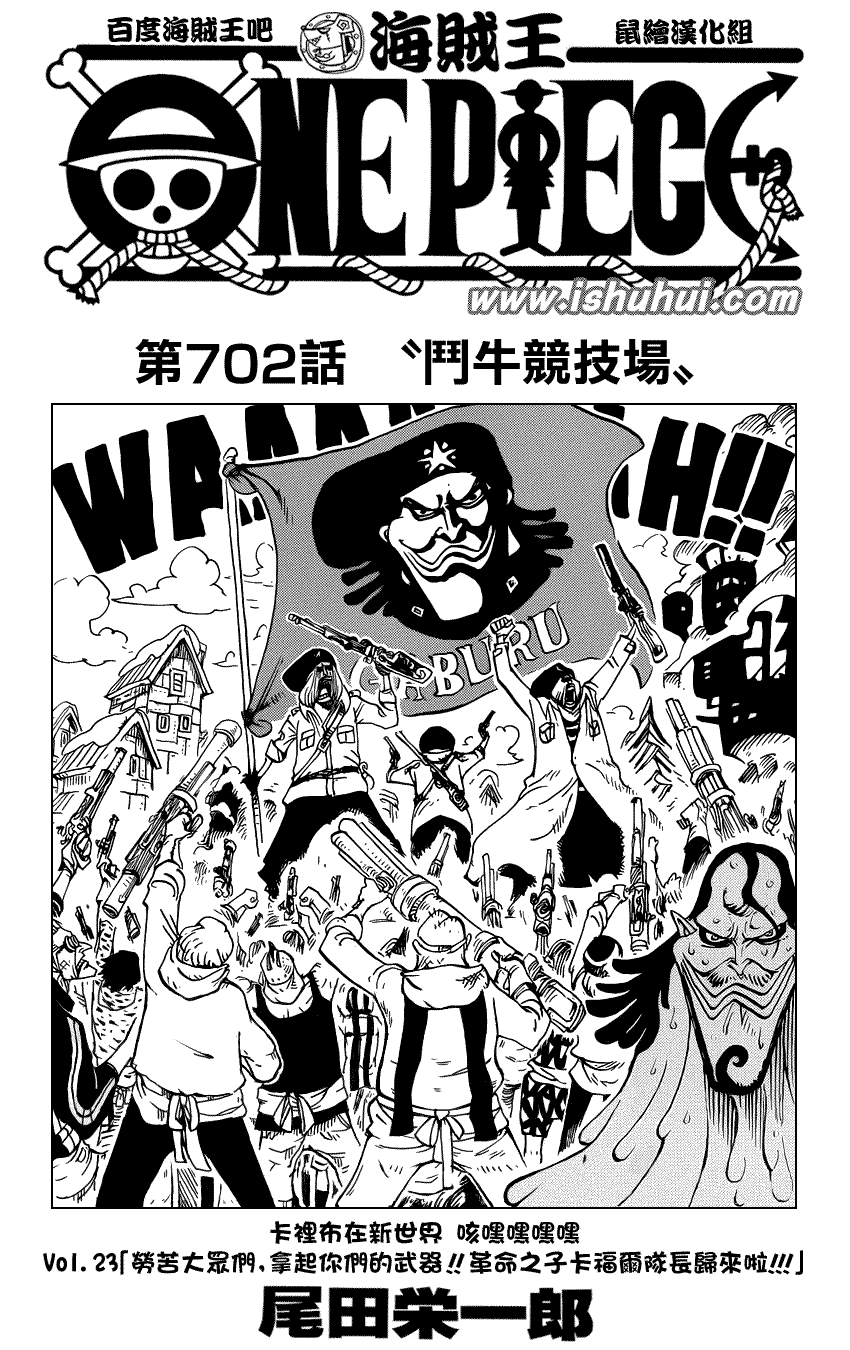 百度海賊王吧
海賊王
鼠繪漢化組
ONE PIECE
www.ishuhui.com
第702話 〝鬥牛競技場〟
WAAAAAAH!!
GABURU
卡裡布在新世界 咳嘿嘿嘿嘿
Vol. 23「勞苦大眾們,拿起你們的武器!!革命之子卡福爾隊長歸來啦!!!」
尾田栄一郎